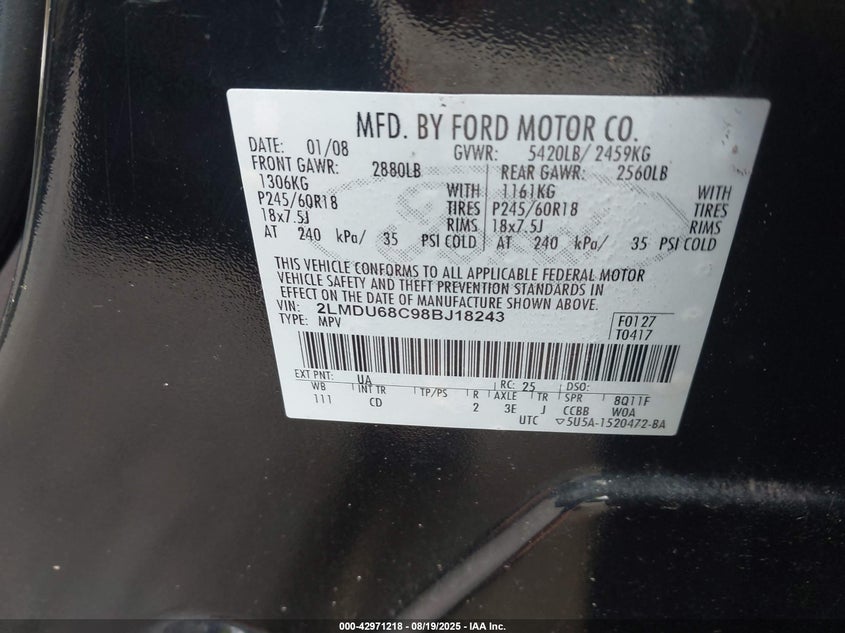 MFD. BY FORD MOTOR CO.
DATE: 01/08 GVWR: 5420LB/ 2459KG
FRONT GAWR: 2880LB REAR GAWR: 2560LB
1306KG WITH 1161KG WITH
P245/60R18 TIRES P245/60R18 TIRES
18x7.5J RIMS 18x7.5J RIMS
AT 240 kPa/ 35 PSI COLD AT 240 kPa/ 35 PSI COLD
THIS VEHICLE CONFORMS TO ALL APPLICABLE FEDERAL MOTOR
VEHICLE SAFETY AND THEFT PREVENTION STANDARDS IN
EFFECT ON THE DATE OF MANUFACTURE SHOWN ABOVE.
VIN: 2LMDU68C98BJ18243 F0127
TYPE: MPV T0417
EXT PNT: UA RC: 25 DSO:
WB INT TR TP/PS R AXLE TR SPR 8Q11F
111 CD 2 3E J CCBB W0A
UTC ▽5U5A-1520472-BA
000-42971218 - 08/19/2025 - IAA Inc.